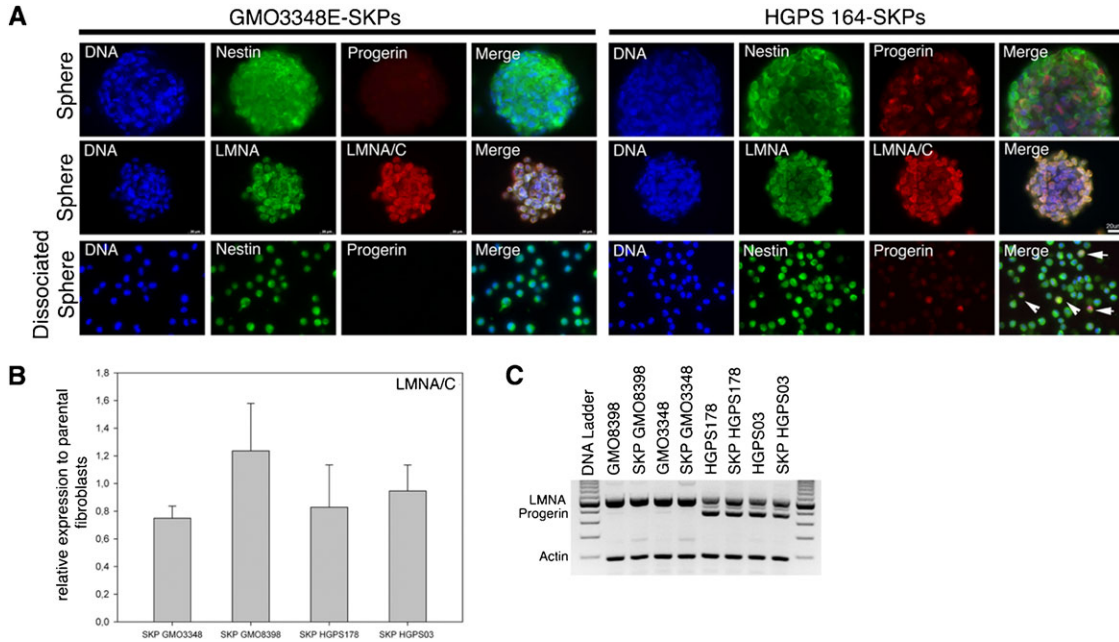 A
GMO3348E-SKPs
HGPS 164-SKPs
Sphere
DNA
Nestin
Progerin
Merge
DNA
Nestin
Progerin
Merge
Sphere
DNA
LMNA
LMNA/C
Merge
DNA
LMNA
LMNA/C
Merge
20um
Dissociated
Sphere
DNA
Nestin
Progerin
Merge
DNA
Nestin
Progerin
Merge
B
relative expression to parental
fibroblasts
LMNA/C
1,8
1,6
1,4
1,2
1,0
0,8
0,6
0,4
0,2
0,0
SKP GMO3348
SKP GMO8398
SKP HGPS178
SKP HGPS03
C
DNA Ladder
GMO8398
SKP GMO8398
GMO3348
SKP GMO3348
HGPS178
SKP HGPS178
HGPS03
SKP HGPS03
LMNA
Progerin
Actin